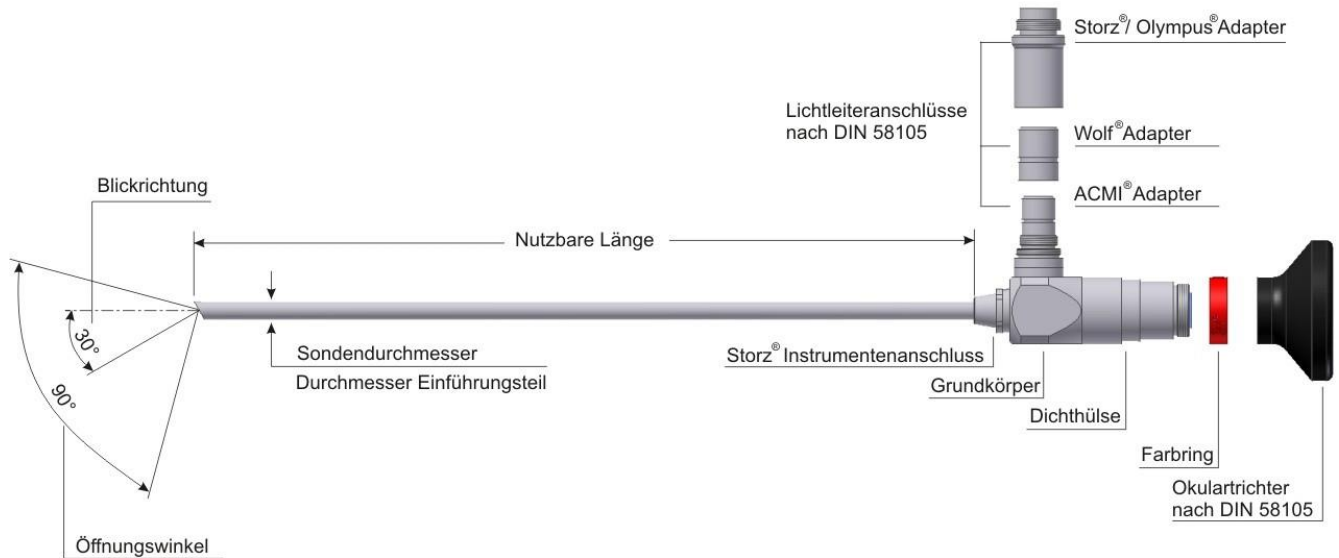 Storz®/ Olympus® Adapter
Lichtleiteranschlüsse
nach DIN 58105
Wolf® Adapter
ACMI® Adapter
Blickrichtung
Nutzbare Länge
30°
90°
Sondendurchmesser
Durchmesser Einführungsteil
Storz® Instrumentenanschluss
Grundkörper
Dichthülse
Farbring
Okulartrichter
nach DIN 58105
Öffnungswinkel